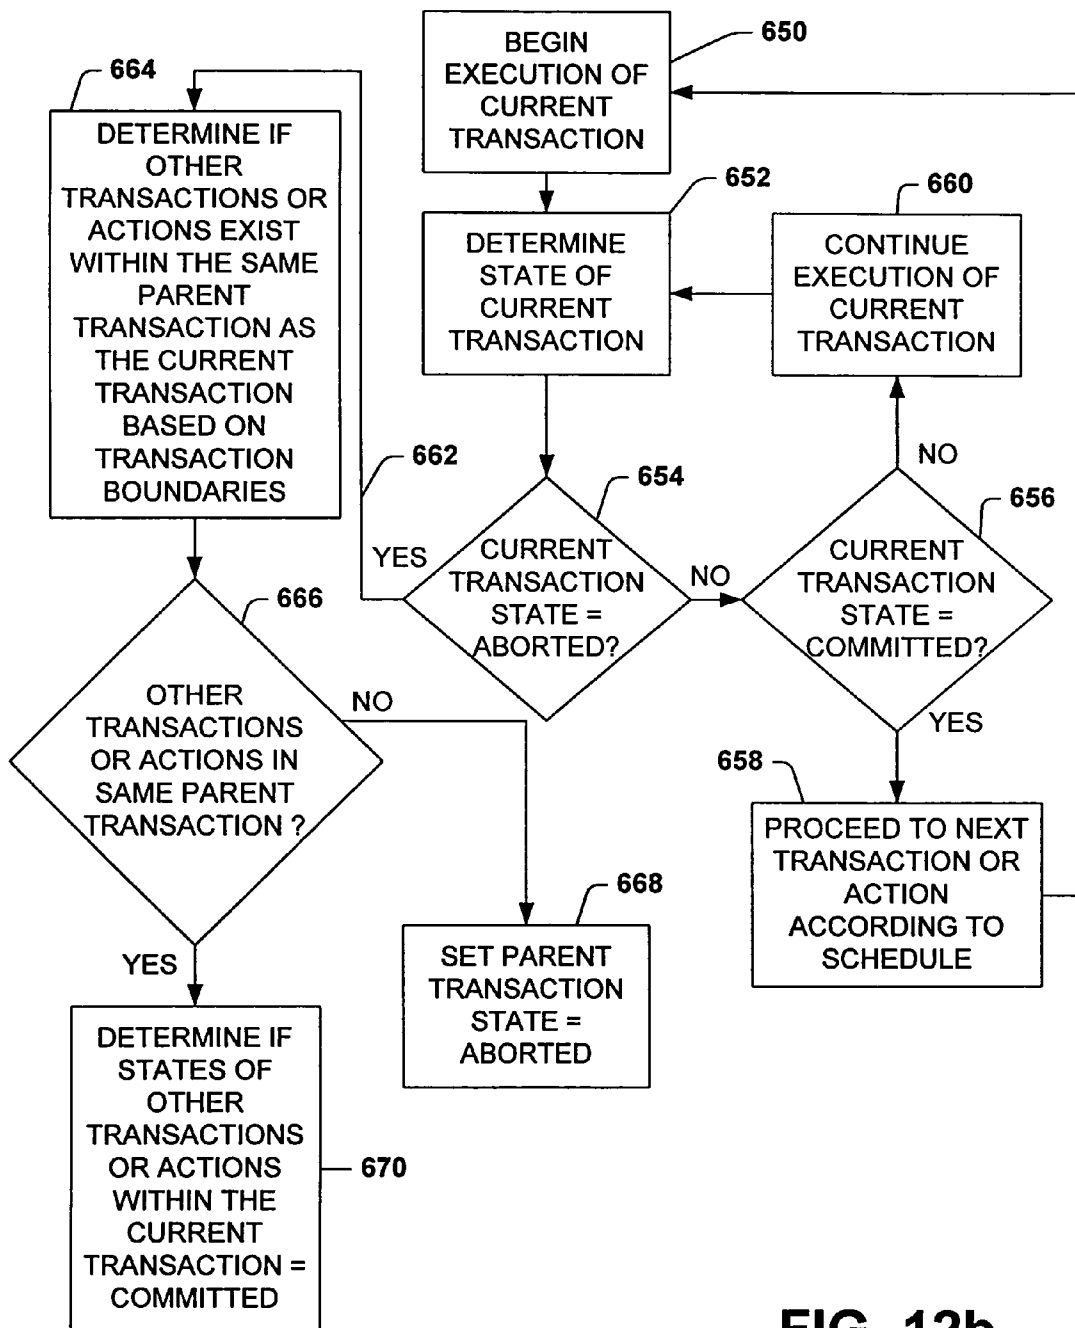 650
BEGIN
EXECUTION OF
CURRENT
TRANSACTION
664
DETERMINE IF
OTHER
TRANSACTIONS OR
ACTIONS EXIST
WITHIN THE SAME
PARENT
TRANSACTION AS
THE CURRENT
TRANSACTION
BASED ON
TRANSACTION
BOUNDARIES
652
DETERMINE
STATE OF
CURRENT
TRANSACTION
660
CONTINUE
EXECUTION OF
CURRENT
TRANSACTION
662
654
CURRENT
TRANSACTION
STATE =
ABORTED?
YES
NO
NO
656
CURRENT
TRANSACTION
STATE =
COMMITTED?
YES
666
OTHER
TRANSACTIONS
OR ACTIONS IN
SAME PARENT
TRANSACTION ?
NO
YES
658
PROCEED TO NEXT
TRANSACTION OR
ACTION
ACCORDING TO
SCHEDULE
668
SET PARENT
TRANSACTION
STATE =
ABORTED
DETERMINE IF
STATES OF
OTHER
TRANSACTIONS
OR ACTIONS
WITHIN THE
CURRENT
TRANSACTION =
COMMITTED
670
FIG. 12b